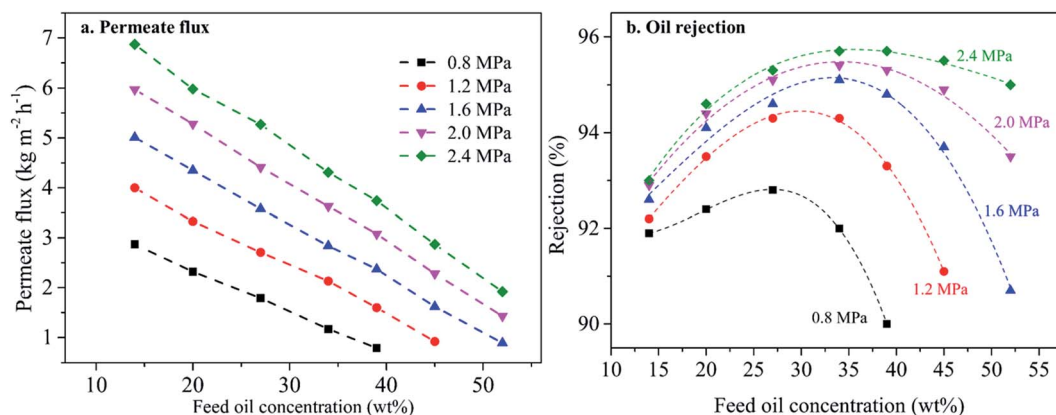 a. Permeate flux
Permeate flux (kg m⁻² h⁻¹)
7
6
5
4
3
2
1
0.8 MPa
1.2 MPa
1.6 MPa
2.0 MPa
2.4 MPa
10 20 30 40 50
Feed oil concentration (wt%)
b. Oil rejection
Rejection (%)
96
94
92
90
2.4 MPa
2.0 MPa
1.6 MPa
1.2 MPa
0.8 MPa
10 15 20 25 30 35 40 45 50 55
Feed oil concentration (wt%)